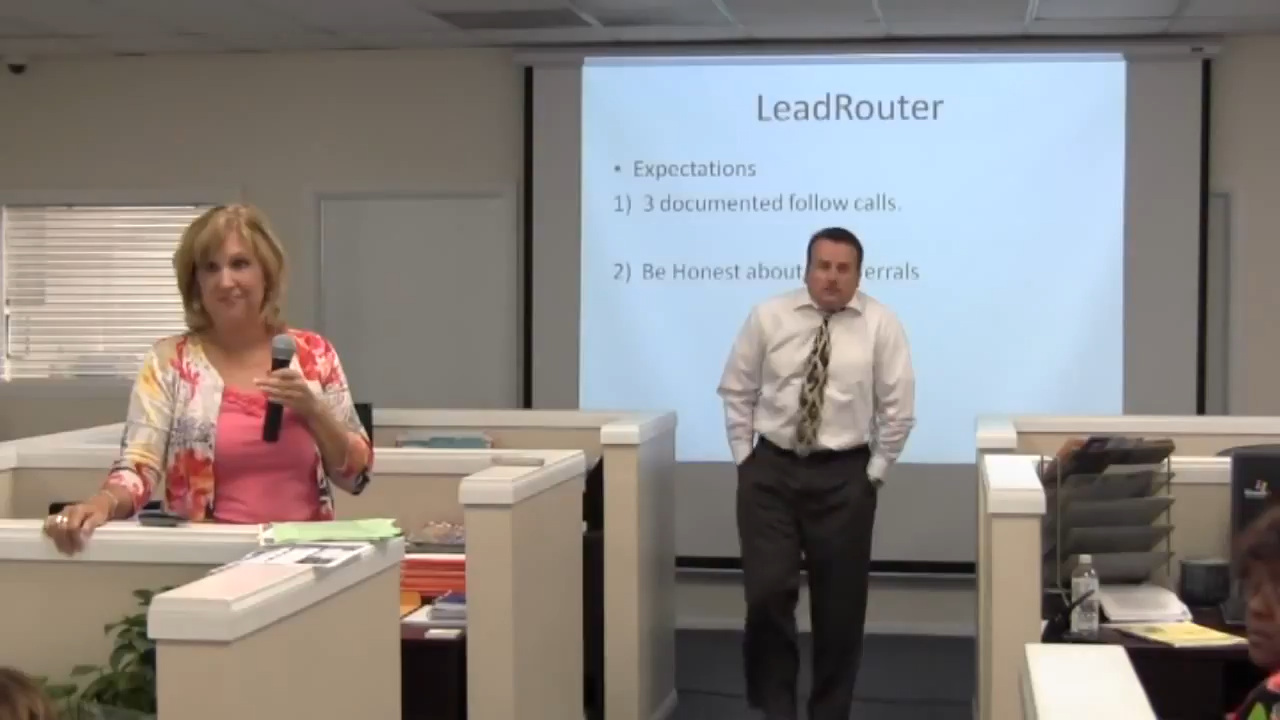 LeadRouter
• Expectations
1) 3 documented follow calls.
2) Be Honest about errals